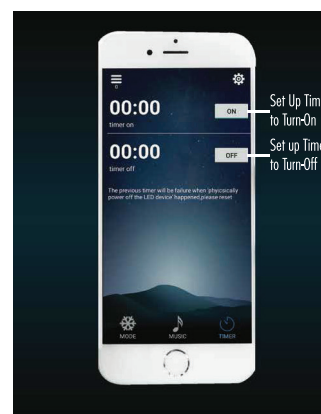 0
00:00
ON
timer on
Set Up Tim
to Turn-On
00:00
OFF
timer off
Set up Time
to Turn-Off
The previous timer will be failure when 'phyicsically
power off the LED device' happened,please reset
MODE
MUSIC
TIMER